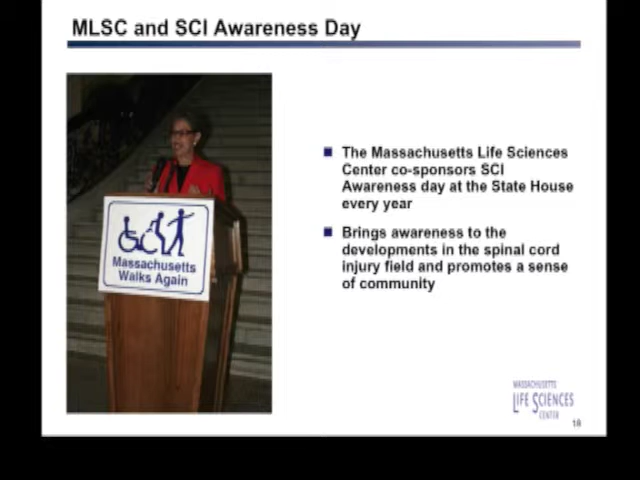 MLSC and SCI Awareness Day
Massachusetts
Walks Again
The Massachusetts Life Sciences
Center co-sponsors SCI
Awareness day at the State House
every year
Brings awareness to the
developments in the spinal cord
injury field and promotes a sense
of community
MASSACHUSETTS
LIFE SCIENCES
CENTER
18